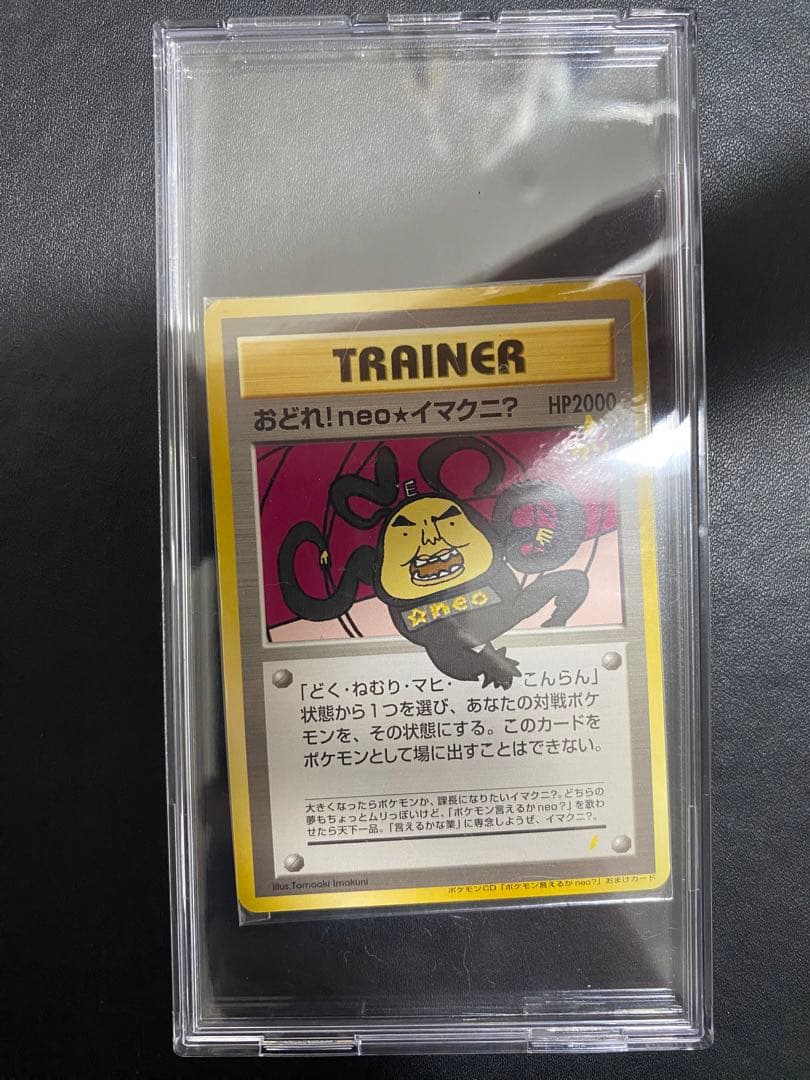 TRAINER
おどれ!neo★イマクニ? HP2000
E
☆neo
「どく・ねむり・マヒ・ こんらん」
状態から1つを選び、あなたの対戦ポケ
モンを、その状態にする。このカードを
ポケモンとして場に出すことはできない。
大きくなったらポケモンか、課長になりたいイマクニ?。どちらの
夢もちょっとムリっぽいけど、「ポケモン言えるかneo?」を歌わ
せたら天下一品。「言えるかな業」に専念しようぜ、イマクニ?。
Illus.Tomoaki Imakuni
ポケモンCD「ポケモン言えるかneo?」おまけカード